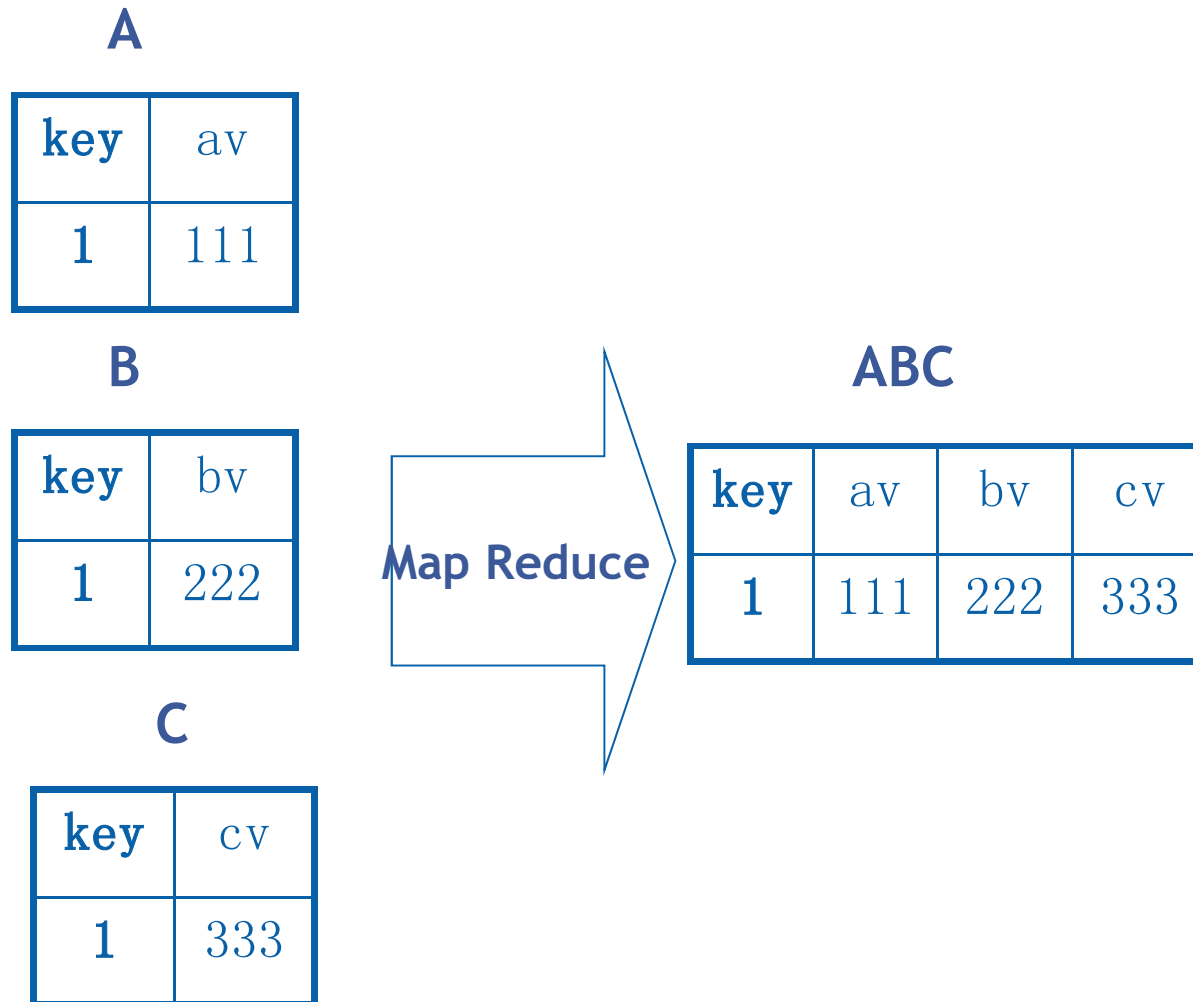 A
key av
1 111
B
key bv
1 222
C
key cv
1 333
Map Reduce
ABC
key av bv cv
1 111 222 333